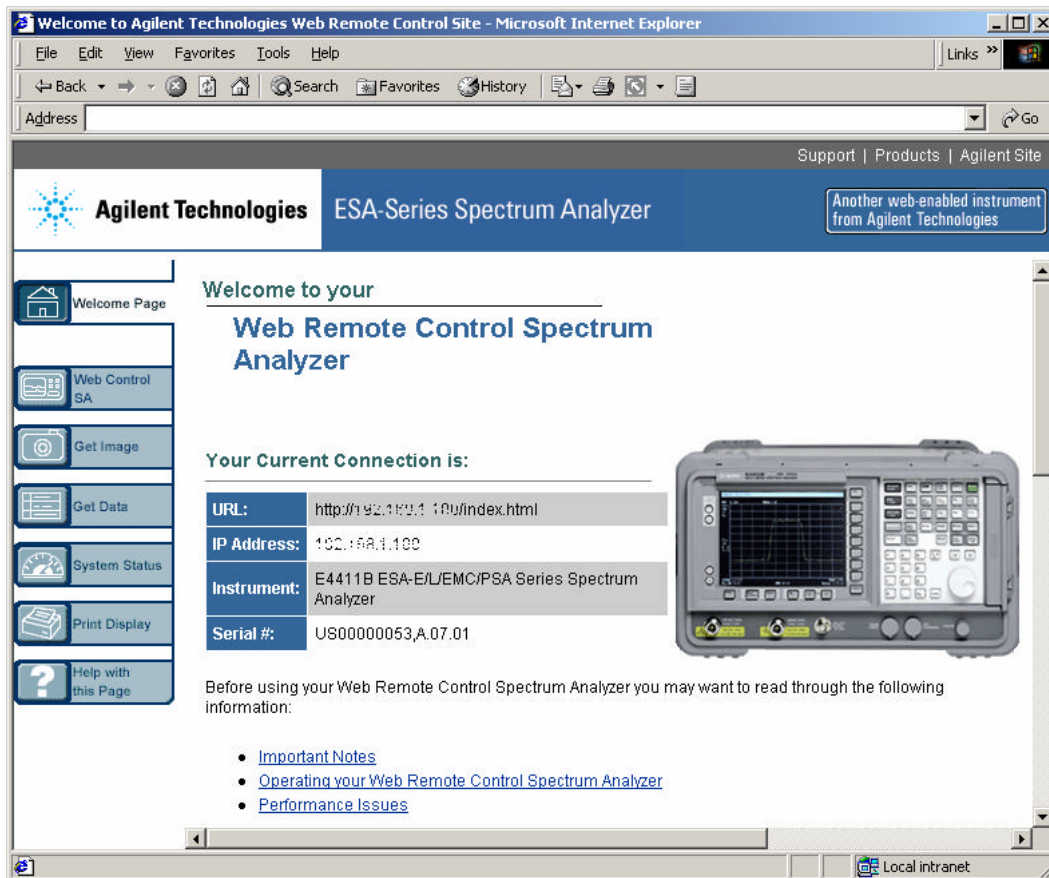 Welcome to Agilent Technologies Web Remote Control Site - Microsoft Internet Explorer
File Edit View Favorites Tools Help
Links »
Back
Search Favorites History
Address
Go
Support | Products | Agilent Site
Agilent Technologies
ESA-Series Spectrum Analyzer
Another web-enabled instrument
from Agilent Technologies
Welcome Page
Web Control
SA
Get Image
Get Data
System Status
Print Display
Help with
this Page
Welcome to your
Web Remote Control Spectrum
Analyzer
Your Current Connection is:
URL: http:// /index.html
IP Address:
Instrument: E4411B ESA-E/L/EMC/PSA Series Spectrum
Analyzer
Serial #: US00000053,A.07.01
Before using your Web Remote Control Spectrum Analyzer you may want to read through the following
information:
• Important Notes
• Operating your Web Remote Control Spectrum Analyzer
• Performance Issues
Local intranet